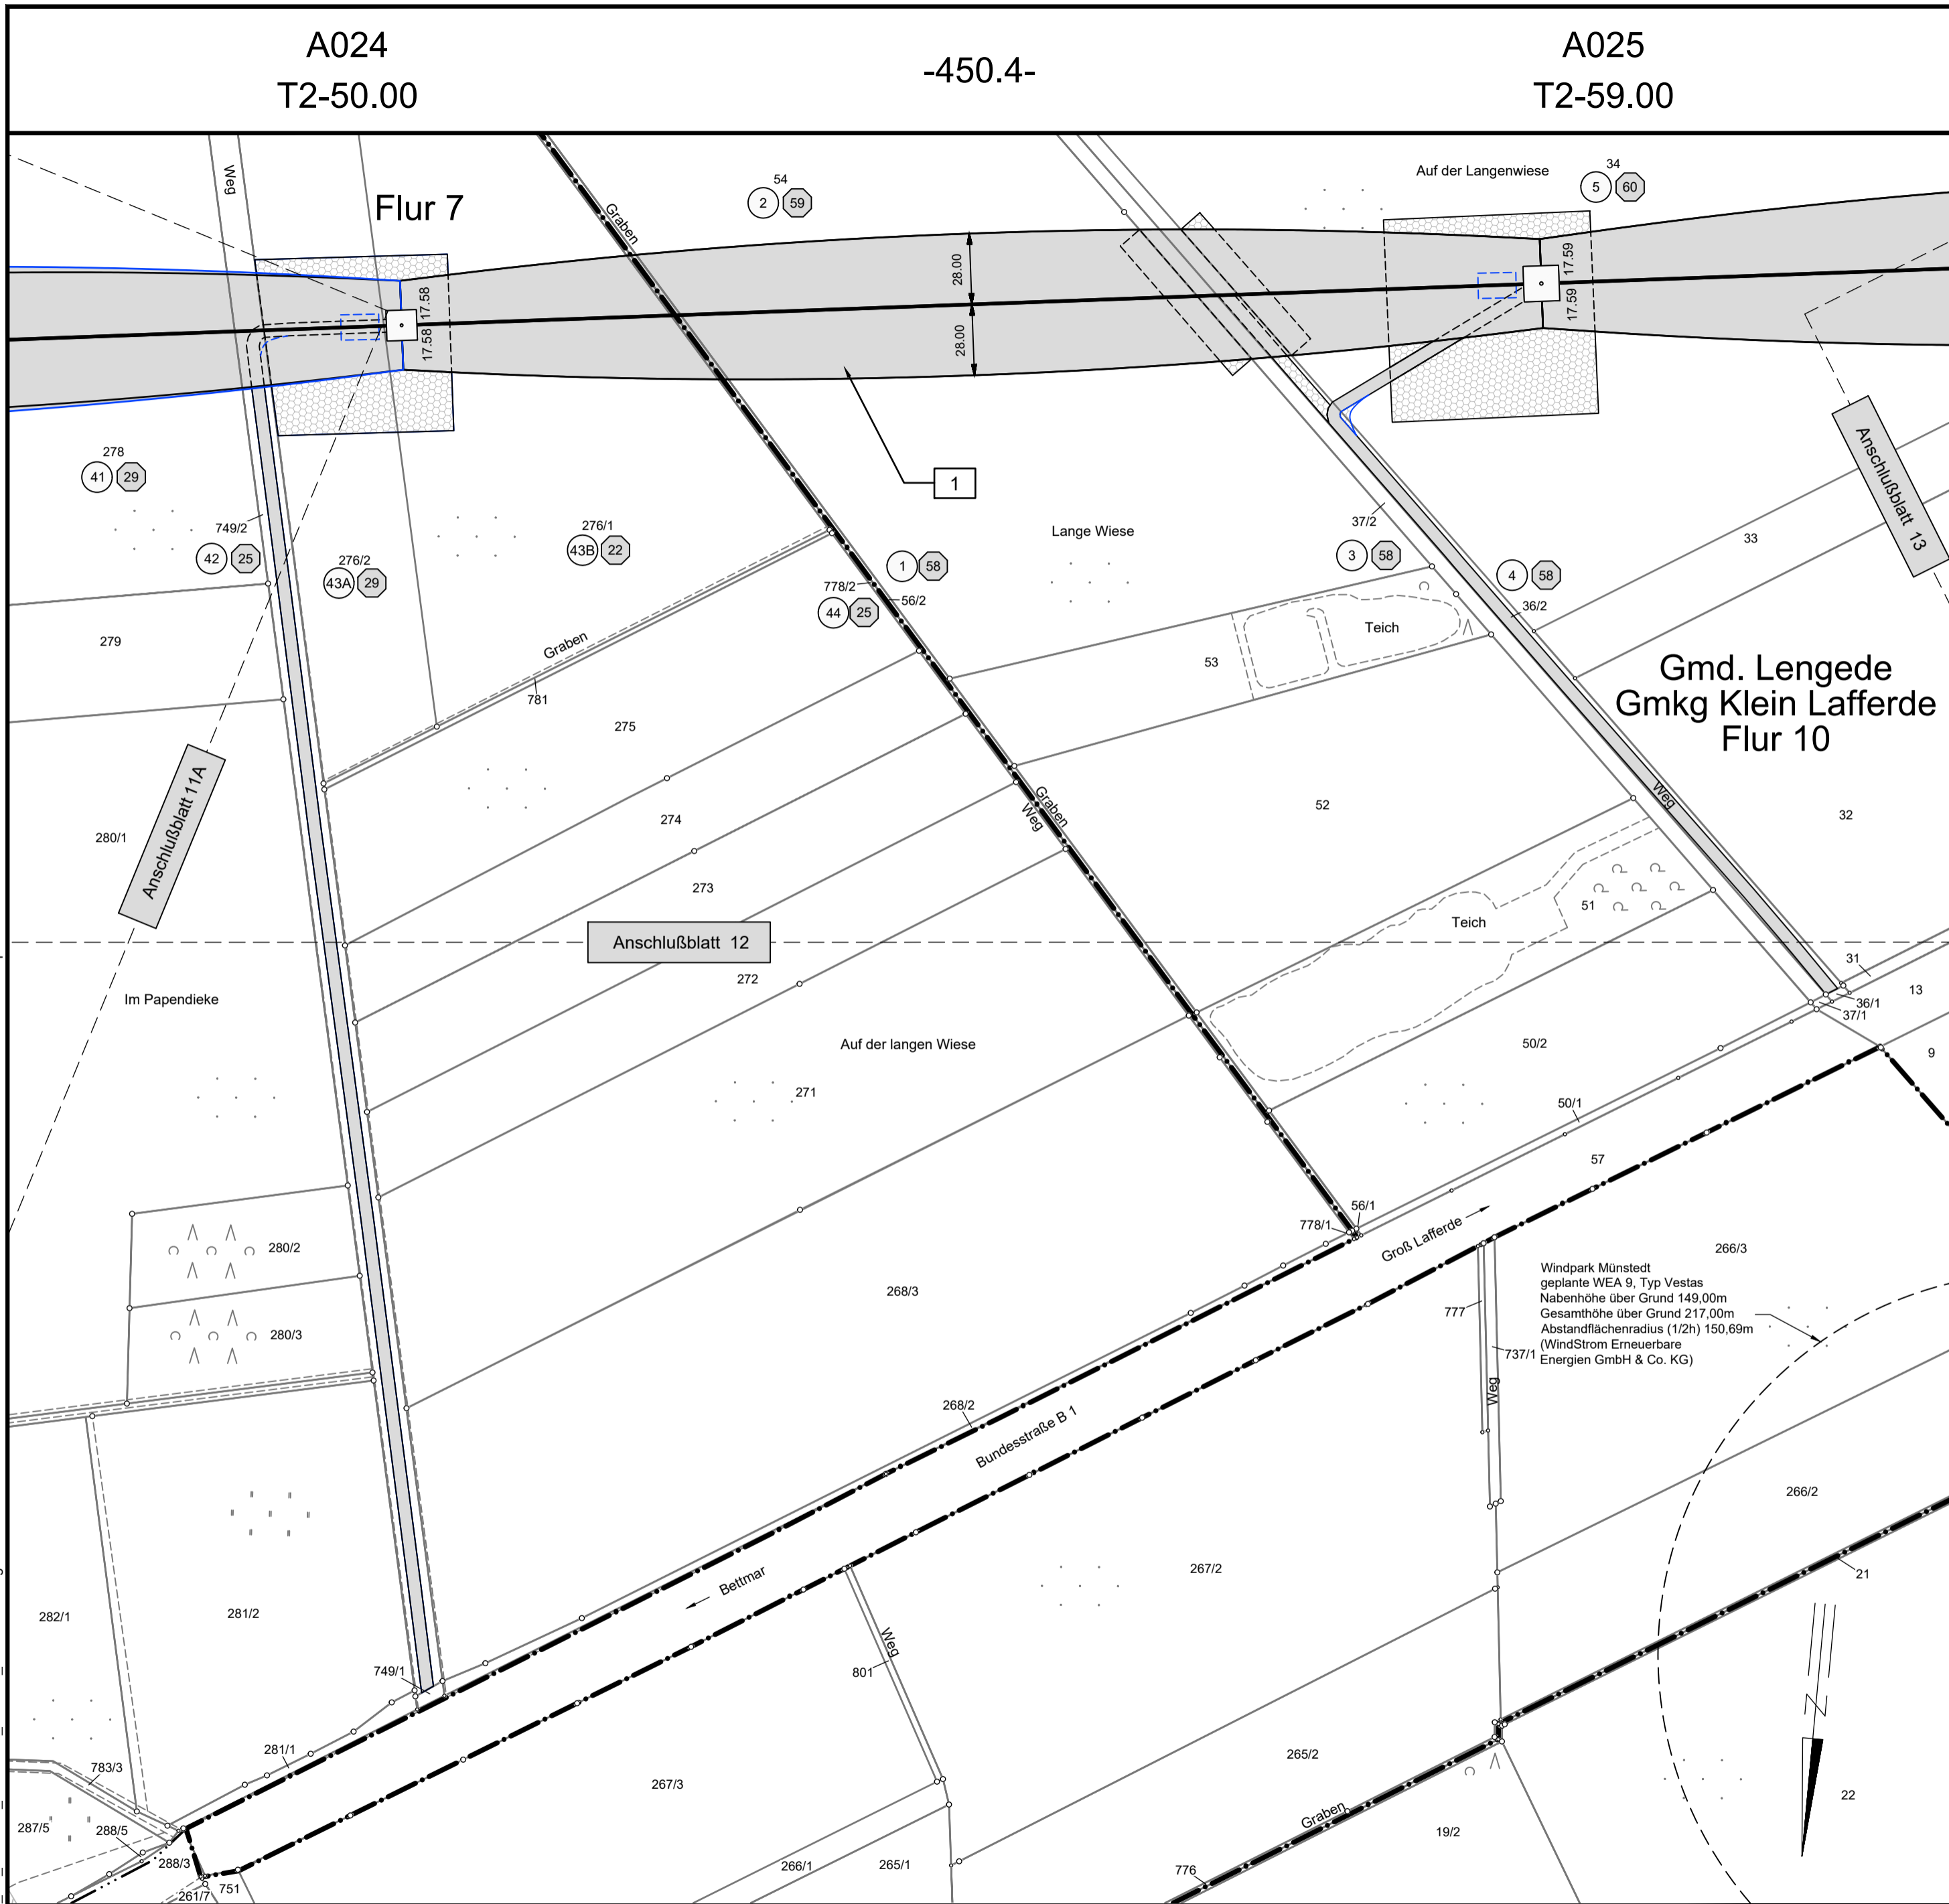 A024
T2-50.00
-450.4-
A025
T2-59.00
Weg
Flur 7
Graben
54
2
59
Auf der Langenwiese
34
5
60
28.00
28.00
17.58
17.58
17.59
17.59
1
278
41
29
749/2
42
25
276/2
43A
29
276/1
43B
22
Lange Wiese
37/2
3
58
4
58
36/2
33
Anschlußblatt 13
1
58
778/2
56/2
44
25
279
Graben
781
275
53
Teich
Gmd. Lengede
Gmkg Klein Lafferde
Flur 10
280/1
Anschlußblatt 11A
274
273
Graben
Weg
52
Weg
32
51
Teich
Anschlußblatt 12
272
Im Papendieke
Auf der langen Wiese
271
31
13
36/1
37/1
9
50/2
50/1
57
56/1
778/1
Groß Lafferde
280/2
280/3
268/3
266/3
Windpark Münstedt
geplante WEA 9, Typ Vestas
Nabenhöhe über Grund 149,00m
Gesamthöhe über Grund 217,00m
Abstandflächenradius (1/2h) 150,69m
(WindStrom Erneuerbare
Energien GmbH & Co. KG)
777
737/1
Weg
268/2
Bundesstraße B 1
266/2
267/2
21
Bettmar
282/1
281/2
Weg
801
749/1
281/1
783/3
267/3
265/2
N
22
287/5
288/5
288/3
Graben
19/2
266/1
265/1
776
751
261/7